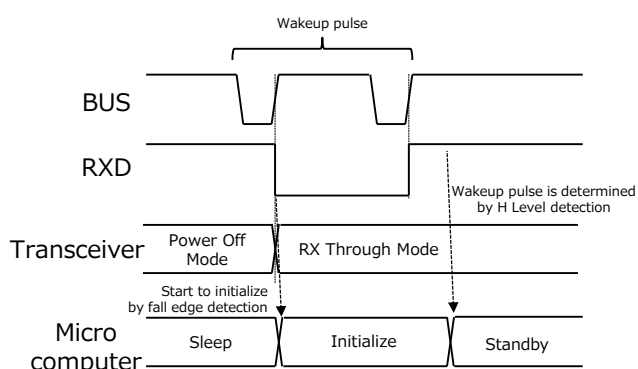 Wakeup pulse
BUS
RXD
Wakeup pulse is determined
by H Level detection
Transceiver
Power Off
Mode
RX Through Mode
Start to initialize
by fall edge detection
Micro
computer
Sleep
Initialize
Standby